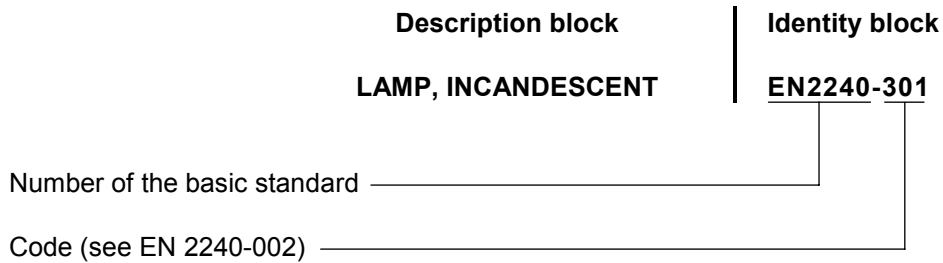 Description block Identity block
LAMP, INCANDESCENT EN2240-301
Number of the basic standard
Code (see EN 2240-002)